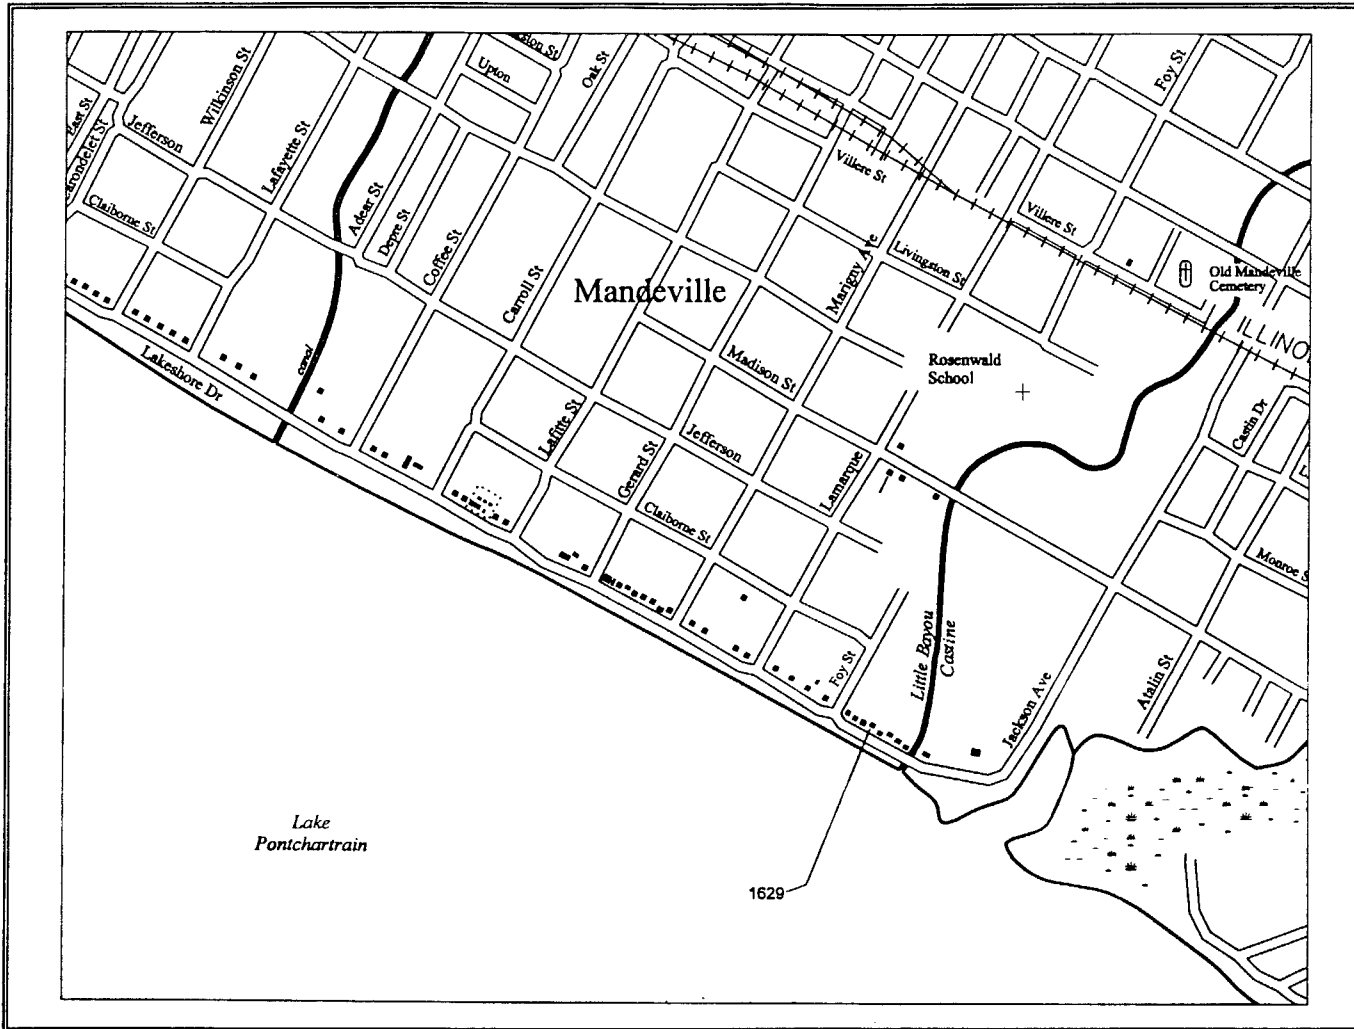 Foy St
Oak St
Upton
Wilkinson St
East St
Jefferson
Lafayette St
Villere St
Claiborne St
Adear St
Depre St
Coffee St
Villere St
Marigny Ave
Livingston St
Old Mandeville
Cemetery
Carroll St
Mandeville
canal
Lakeshore Dr
Madison St
Rosenwald
School
Lafitte St
Gerard St
Jefferson
Lamarque
Castin Dr
Claiborne St
Monroe S
Little Bayou
Castine
Foy St
Jackson Ave
Atalin St
Lake
Pontchartrain
1629